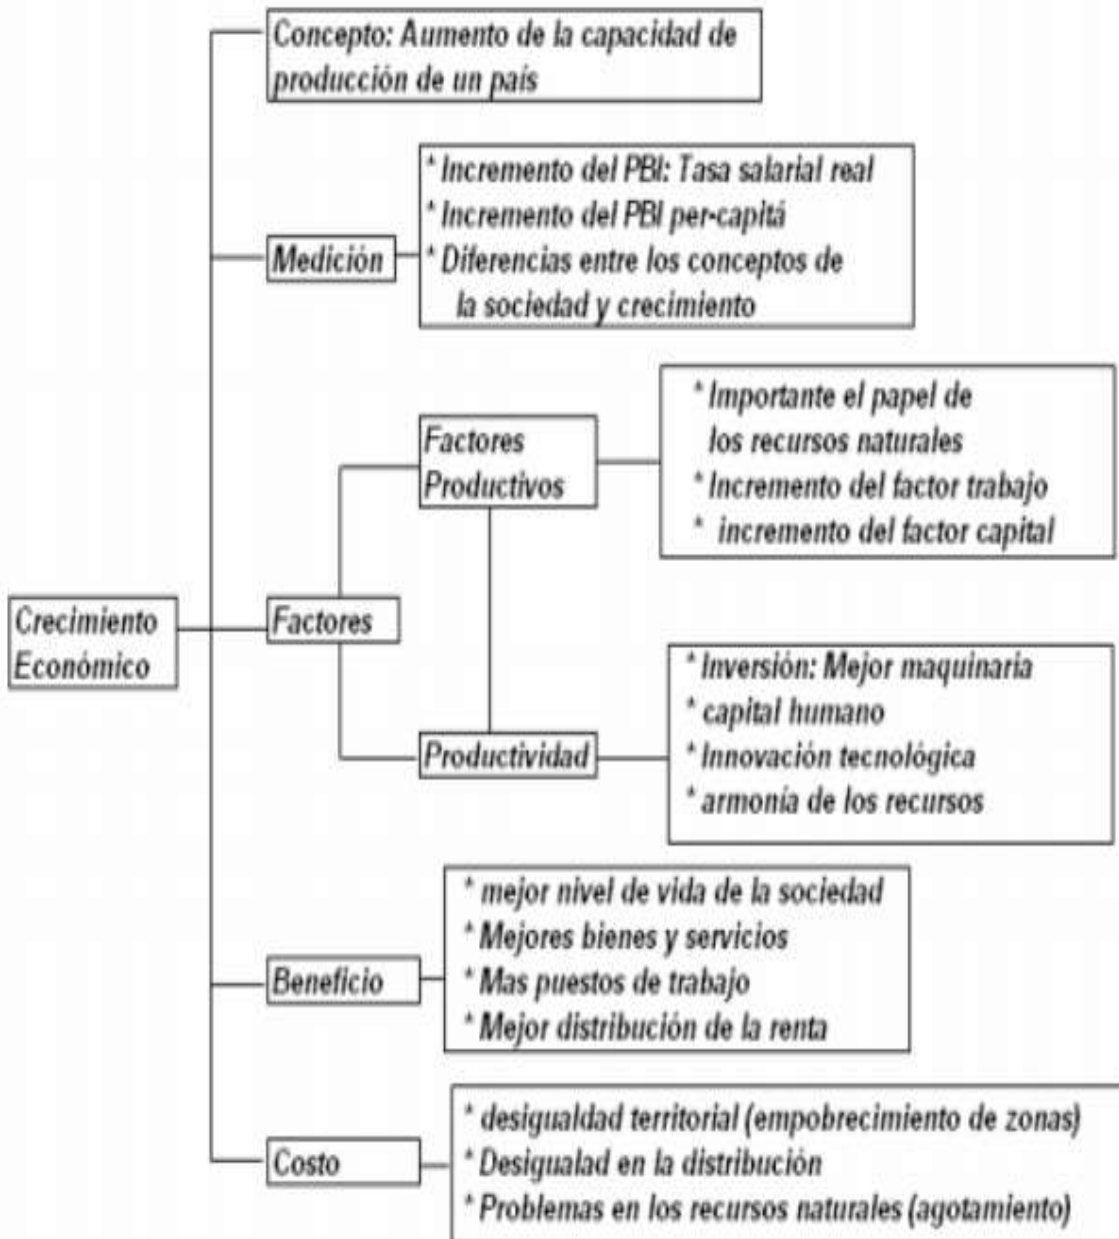 Concepto: Aumento de la capacidad de
producción de un país
* Incremento del PBI: Tasa salarial real
* Incremento del PBI per-capitá
Medición
* Diferencias entre los conceptos de
la sociedad y crecimiento
* Importante el papel de
los recursos naturales
* Incremento del factor trabajo
* incremento del factor capital
Factores
Productivos
Crecimiento
Económico
Factores
* Inversión: Mejor maquinaria
* capital humano
* Innovación tecnológica
* armonía de los recursos
Productividad
* mejor nivel de vida de la sociedad
* Mejores bienes y servicios
* Mas puestos de trabajo
* Mejor distribución de la renta
Beneficio
* desigualdad territorial (empobrecimiento de zonas)
* Desigualad en la distribución
* Problemas en los recursos naturales (agotamiento)
Costo